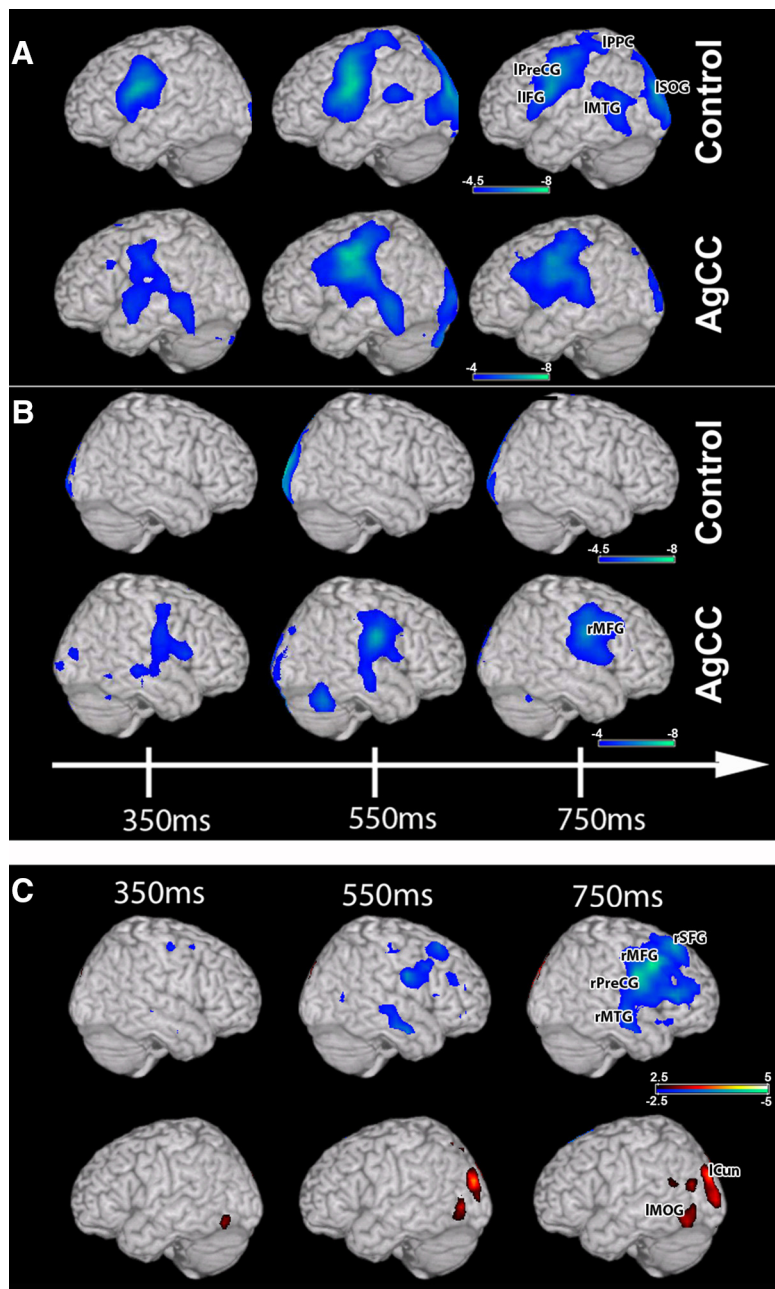 A
Control
lPPC
lPreCG
lSOG
lIFG
lMTG
-4.5 -8
AgCC
-4 -8
B
Control
-4.5 -8
AgCC
rMFG
-4 -8
350ms 550ms 750ms
C
350ms 550ms 750ms
rSFG
rMFG
rPreCG
rMTG
2.5 5
-2.5 -5
lCun
lMOG